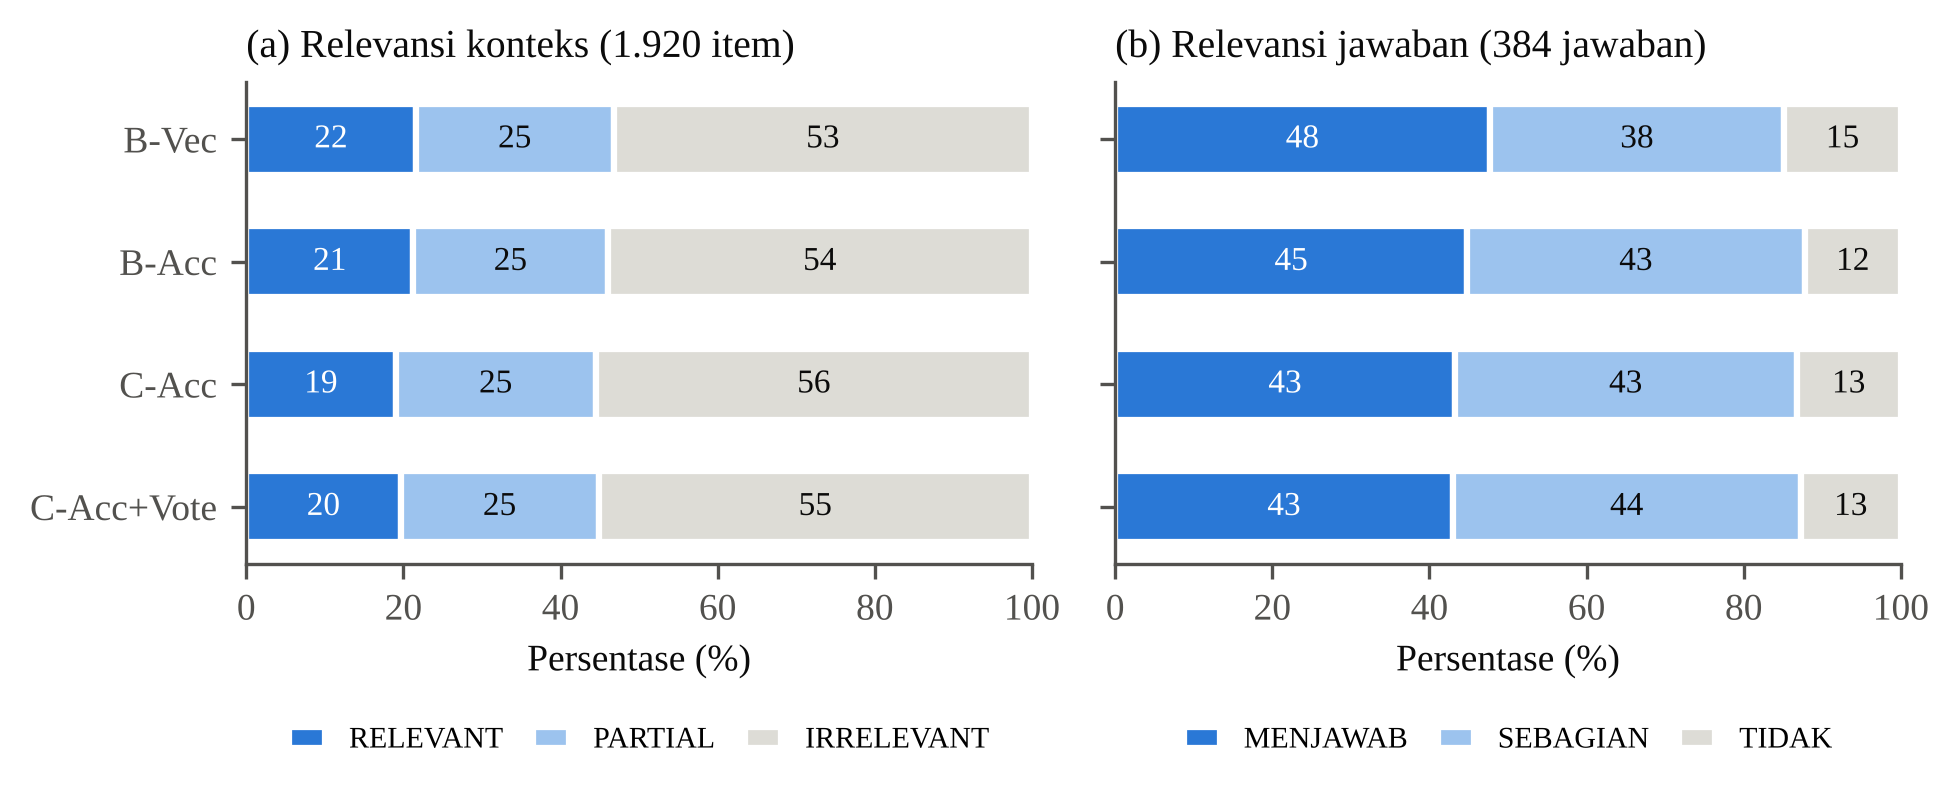 (a) Relevansi konteks (1.920 item)
B-Vec 22 25 53
B-Acc 21 25 54
C-Acc 19 25 56
C-Acc+Vote 20 25 55
0 20 40 60 80 100
Persentase (%)
RELEVANT PARTIAL IRRELEVANT
(b) Relevansi jawaban (384 jawaban)
48 38 15
45 43 12
43 43 13
43 44 13
0 20 40 60 80 100
Persentase (%)
MENJAWAB SEBAGIAN TIDAK